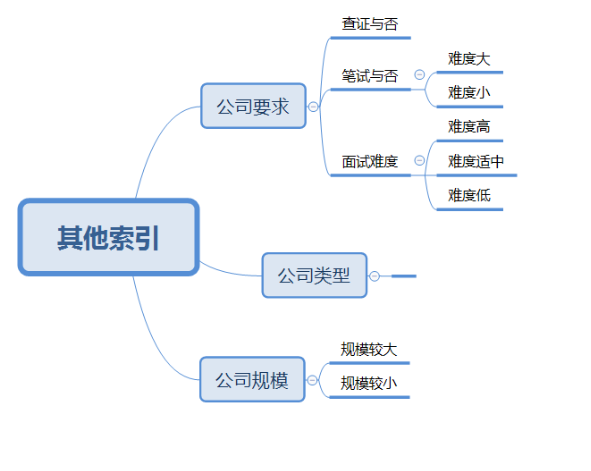 其他索引
公司要求
查证与否
笔试与否
难度大
难度小
面试难度
难度高
难度适中
难度低
公司类型
公司规模
规模较大
规模较小